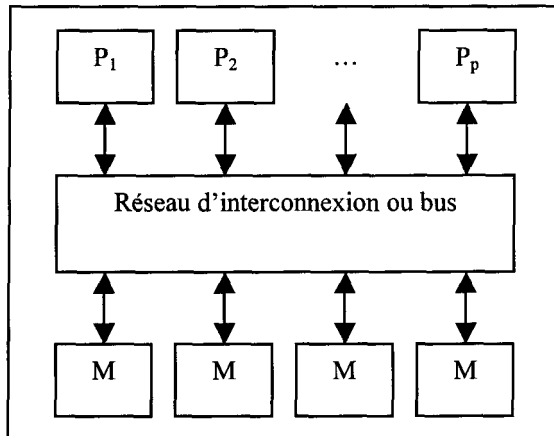 P₁ P₂ … Pₚ
Réseau d'interconnexion ou bus
M M M M